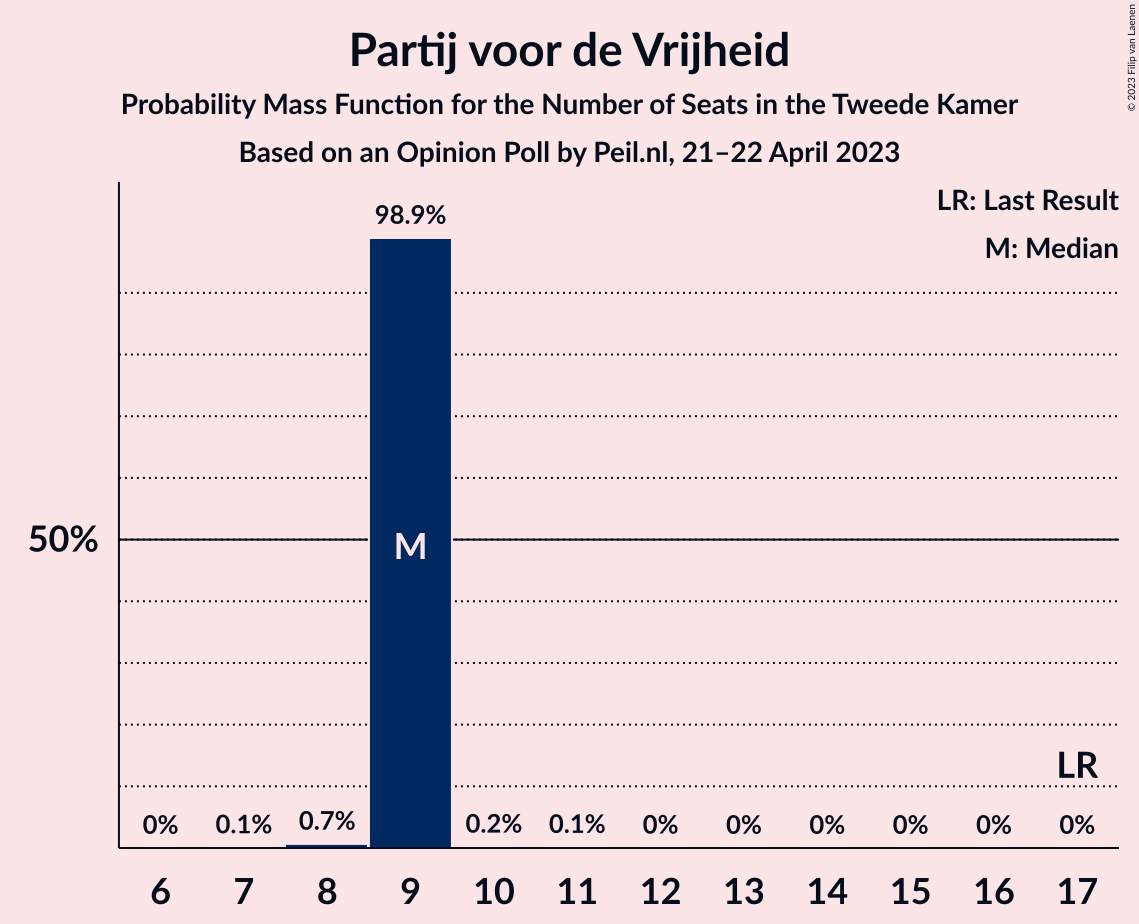 Partij voor de Vrijheid
Probability Mass Function for the Number of Seats in the Tweede Kamer
Based on an Opinion Poll by Peil.nl, 21–22 April 2023
© 2023 Filip van Laenen
LR: Last Result
M: Median
98.9%
50%
M
LR
0% 0.1% 0.7% 0.2% 0.1% 0% 0% 0% 0% 0% 0%
6 7 8 9 10 11 12 13 14 15 16 17